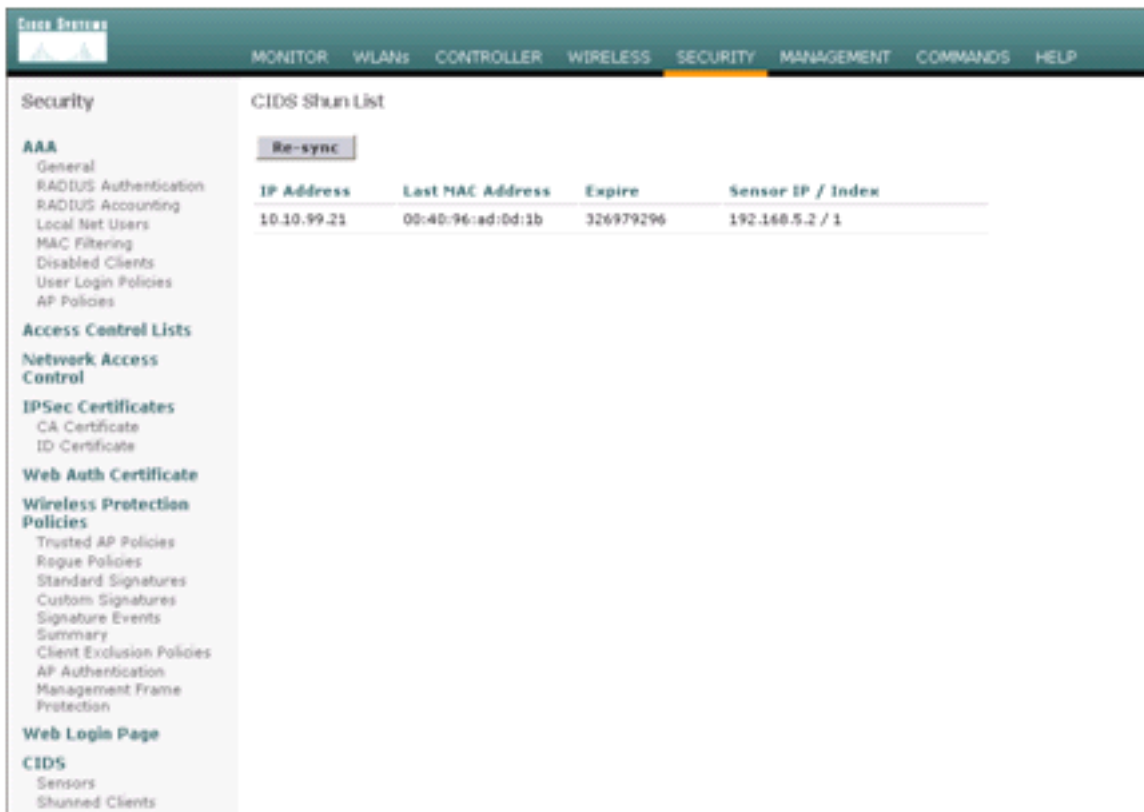 CISCO SYSTEMS
MONITOR WLANs CONTROLLER WIRELESS SECURITY MANAGEMENT COMMANDS HELP
Security
AAA
General
RADIUS Authentication
RADIUS Accounting
Local Net Users
MAC Filtering
Disabled Clients
User Login Policies
AP Policies
Access Control Lists
Network Access
Control
IPSec Certificates
CA Certificate
ID Certificate
Web Auth Certificate
Wireless Protection
Policies
Trusted AP Policies
Rogue Policies
Standard Signatures
Custom Signatures
Signature Events
Summary
Client Exclusion Policies
AP Authentication
Management Frame
Protection
Web Login Page
CIDS
Sensors
Shunned Clients
CIDS Shun List
Re-sync
IP Address Last MAC Address Expire Sensor IP / Index
10.10.99.21 00:40:96:ad:0d:1b 326979296 192.168.5.2 / 1